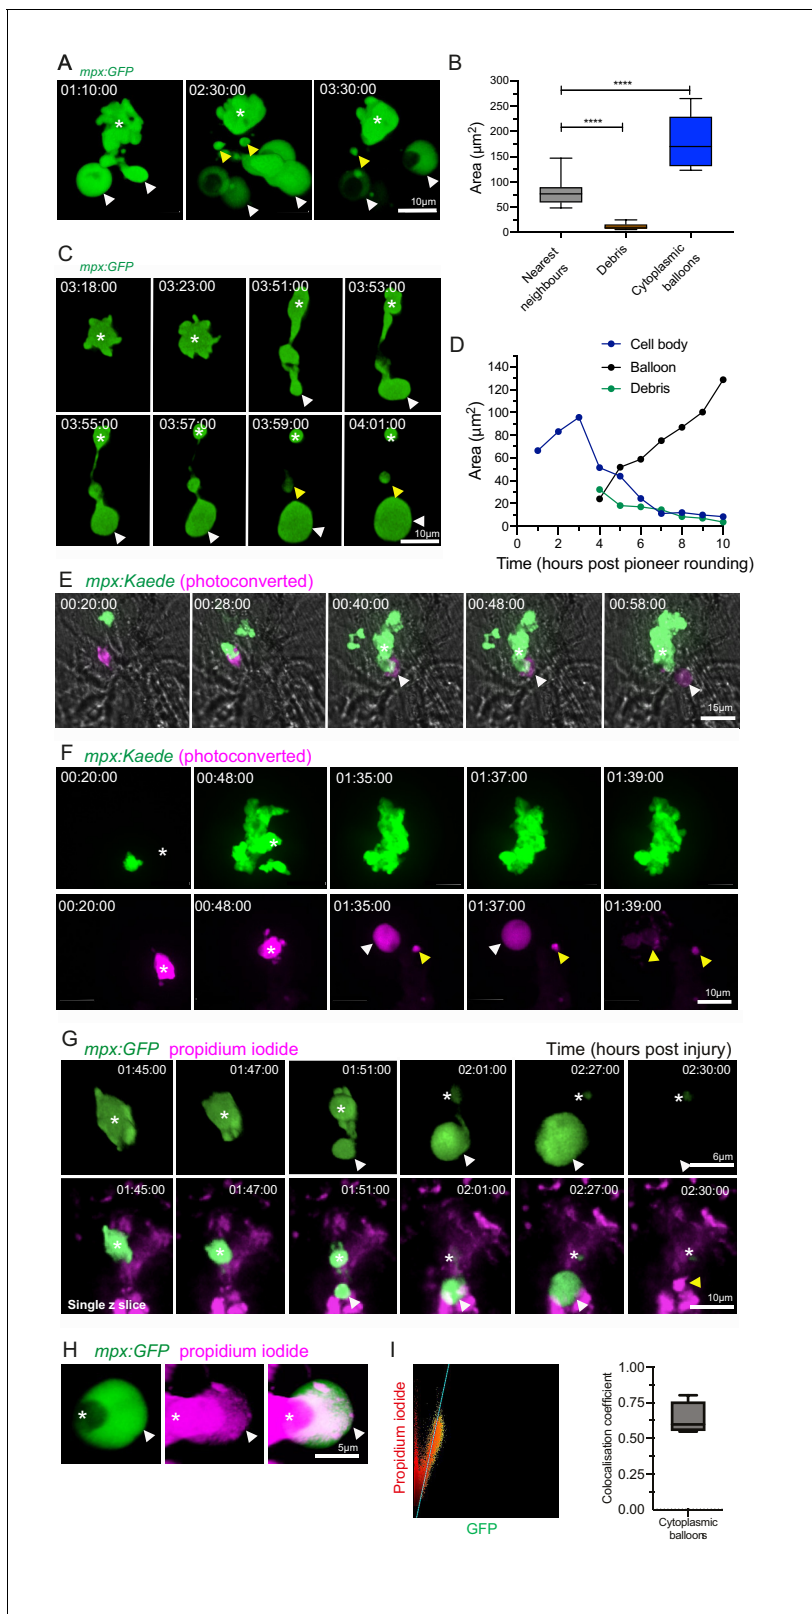 A
mpx:GFP
01:10:00 02:30:00 03:30:00
* * *
10µm
B
300
250
200
150
100
50
0
Area (µm²)
**** 
****
Nearest neighbours
Debris
Cytoplasmic balloons
C
mpx:GFP
03:18:00 03:23:00 03:51:00 03:53:00
* * * *
03:55:00 03:57:00 03:59:00 04:01:00
* * * *
10µm
D
Cell body
Balloon
Debris
140
120
100
80
60
40
20
0
Area (µm²)
0 2 4 6 8 10
Time (hours post pioneer rounding)
E mpx:Kaede (photoconverted)
00:20:00 00:28:00 00:40:00 00:48:00 00:58:00
* * *
15µm
F mpx:Kaede (photoconverted)
00:20:00 00:48:00 01:35:00 01:37:00 01:39:00
* *
00:20:00 00:48:00 01:35:00 01:37:00 01:39:00
* *
10µm
G mpx:GFP propidium iodide Time (hours post injury)
01:45:00 01:47:00 01:51:00 02:01:00 02:27:00 02:30:00
* * * * * *
6µm
01:45:00 01:47:00 01:51:00 02:01:00 02:27:00 02:30:00
* * * * * *
Single z slice
10µm
H mpx:GFP propidium iodide
* * *
5µm
I
Propidium iodide
GFP
1.00
0.75
0.50
0.25
0.00
Colocalisation coefficient
Cytoplasmic
balloons